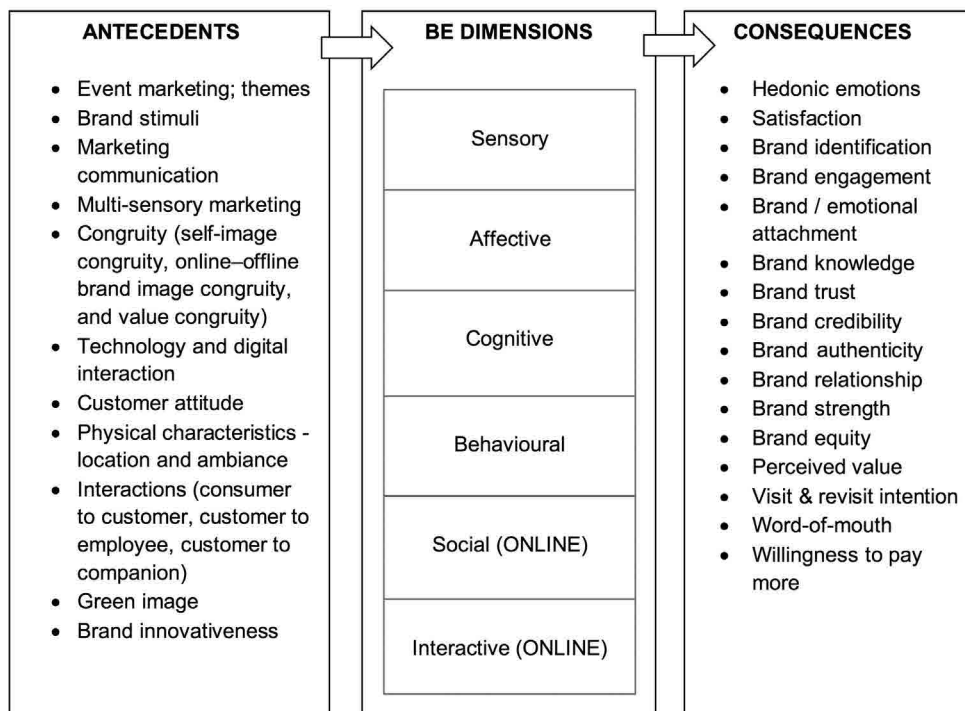 ANTECEDENTS
• Event marketing; themes
• Brand stimuli
• Marketing
communication
• Multi-sensory marketing
• Congruity (self-image
congruity, online–offline
brand image congruity,
and value congruity)
• Technology and digital
interaction
• Customer attitude
• Physical characteristics -
location and ambiance
• Interactions (consumer
to customer, customer to
employee, customer to
companion)
• Green image
• Brand innovativeness
BE DIMENSIONS
Sensory
Affective
Cognitive
Behavioural
Social (ONLINE)
Interactive (ONLINE)
CONSEQUENCES
• Hedonic emotions
• Satisfaction
• Brand identification
• Brand engagement
• Brand / emotional
attachment
• Brand knowledge
• Brand trust
• Brand credibility
• Brand authenticity
• Brand relationship
• Brand strength
• Brand equity
• Perceived value
• Visit & revisit intention
• Word-of-mouth
• Willingness to pay
more